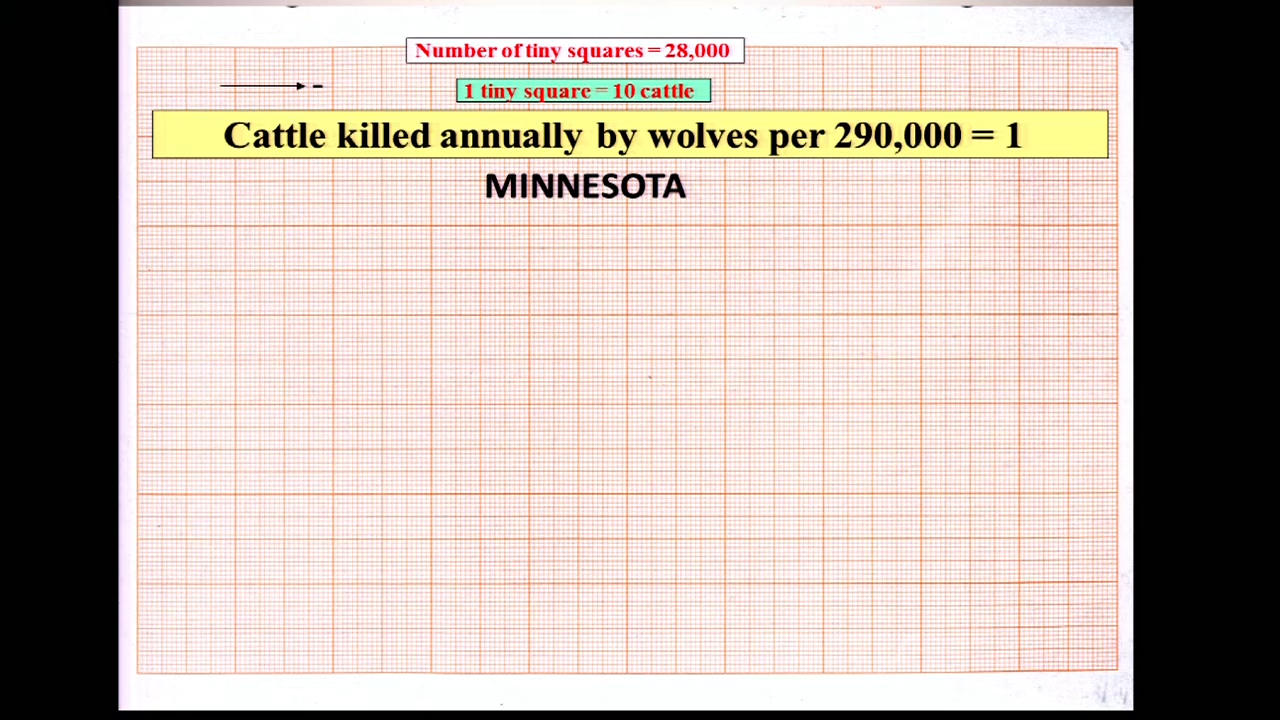 Number of tiny squares = 28,000
1 tiny square = 10 cattle
Cattle killed annually by wolves per 290,000 = 1
MINNESOTA